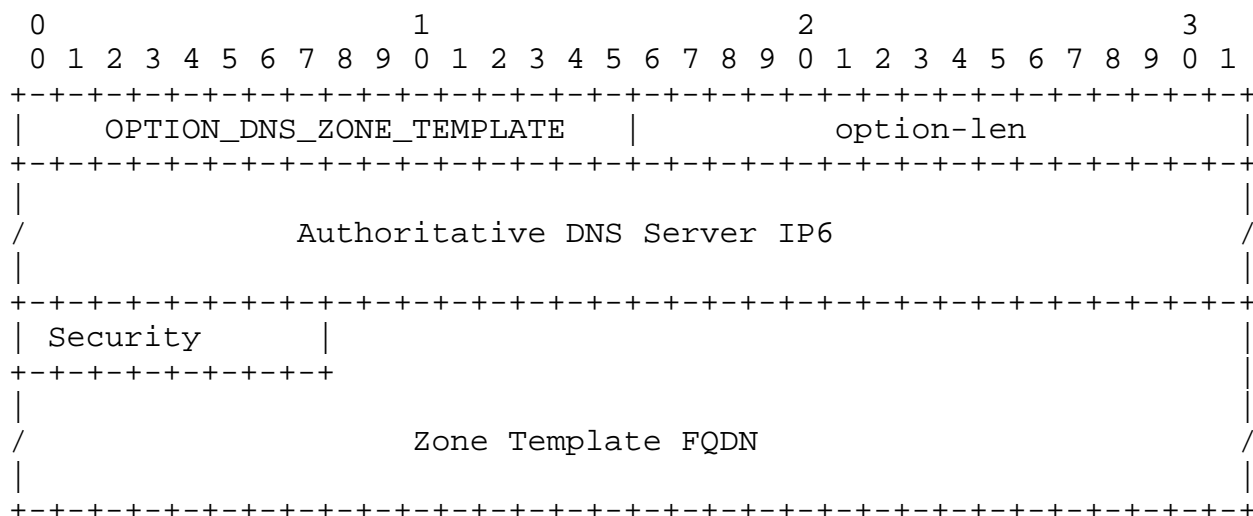 0                   1                   2                   3
 0 1 2 3 4 5 6 7 8 9 0 1 2 3 4 5 6 7 8 9 0 1 2 3 4 5 6 7 8 9 0 1
+-+-+-+-+-+-+-+-+-+-+-+-+-+-+-+-+-+-+-+-+-+-+-+-+-+-+-+-+-+-+-+-+
|    OPTION_DNS_ZONE_TEMPLATE   |          option-len           |
+-+-+-+-+-+-+-+-+-+-+-+-+-+-+-+-+-+-+-+-+-+-+-+-+-+-+-+-+-+-+-+-+
|                                                               |
/              Authoritative DNS Server IP6                     /
|                                                               |
+-+-+-+-+-+-+-+-+-+-+-+-+-+-+-+-+-+-+-+-+-+-+-+-+-+-+-+-+-+-+-+-+
| Security      |                                               |
+-+-+-+-+-+-+-+-+                                               |
|                                                               |
/                    Zone Template FQDN                         /
|                                                               |
+-+-+-+-+-+-+-+-+-+-+-+-+-+-+-+-+-+-+-+-+-+-+-+-+-+-+-+-+-+-+-+-+